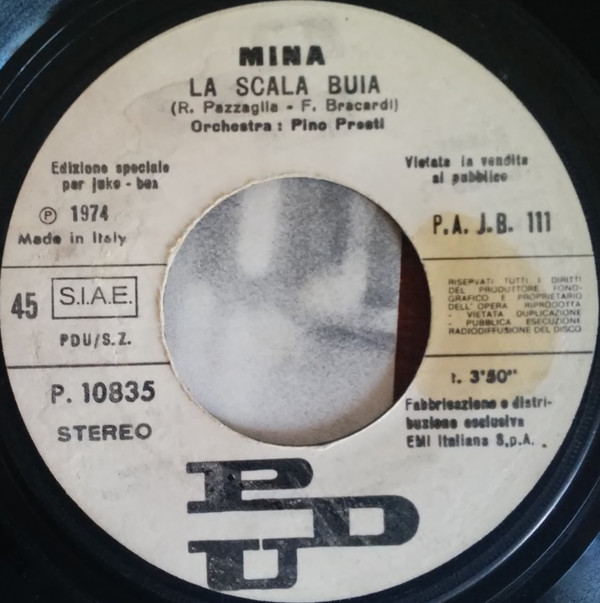 MINA
LA SCALA BUIA
(R. Pazzaglia - F. Bracardi)
Orchestra : Pino Presti
Edizione speciale
per juke - box
Ⓟ 1974
Made in Italy
Vietata la vendita
al pubblico
P.A. J.B. 111
45 S.I.A.E.
PDU/S.Z.
RISERVATI TUTTI I DIRITTI
DEL PRODUTTORE FONO-
GRAFICO E PROPRIETARIO
DELL'OPERA RIPRODOTTA
- VIETATA DUPLICAZIONE
- PUBBLICA ESECUZIONE
RADIODIFFUSIONE DEL DISCO
P. 10835
STEREO
t. 3'50"
Fabbricazione e distri-
buzione esclusiva
EMI Italiana S.p.A.
PDU